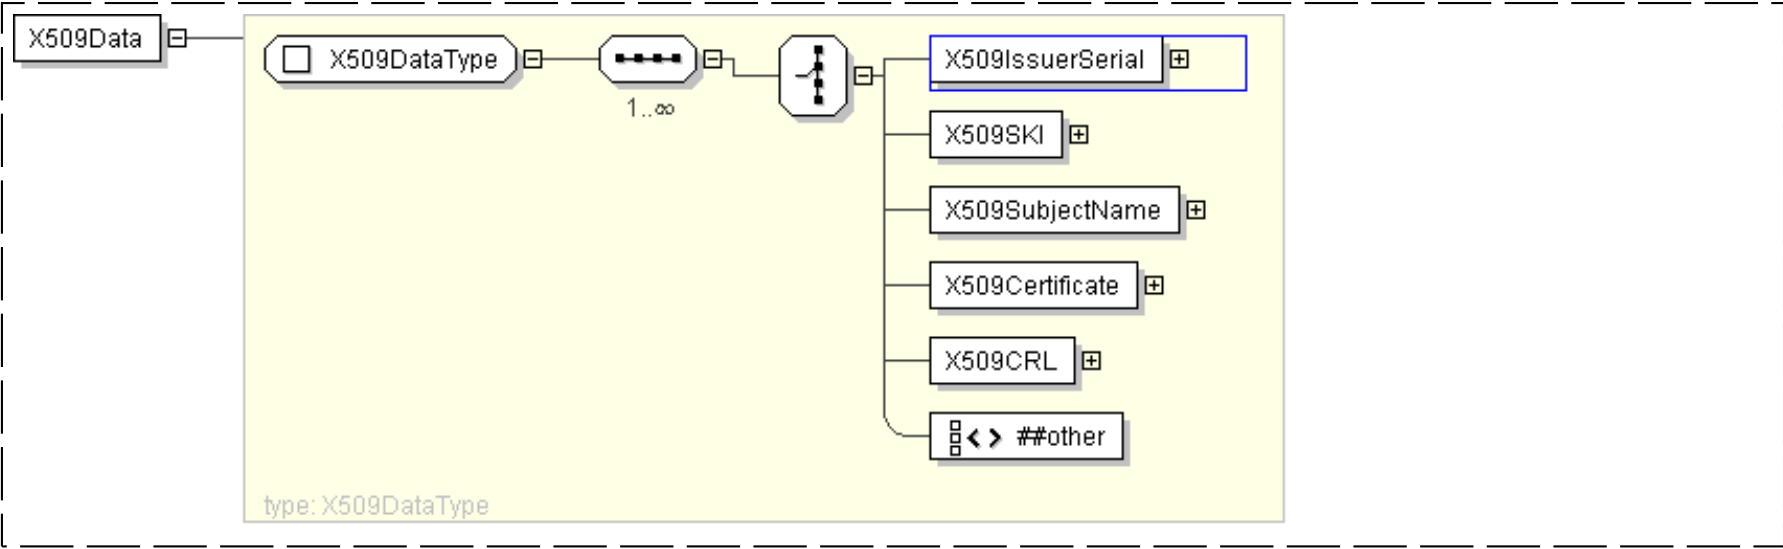 X509Data
X509DataType
1..∞
X509IssuerSerial
X509SKI
X509SubjectName
X509Certificate
X509CRL
##other
type: X509DataType